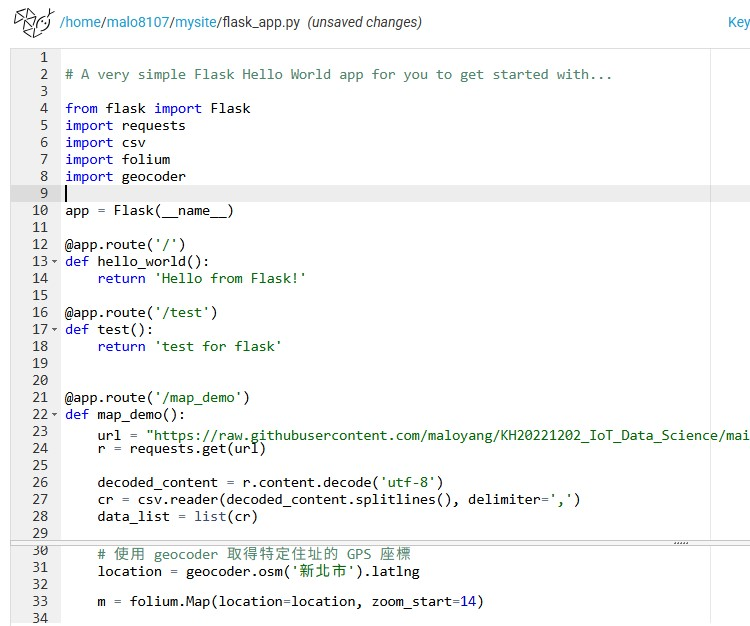 /home/malo8107/mysite/flask_app.py (unsaved changes) Key
1
2 # A very simple Flask Hello World app for you to get started with...
3
4 from flask import Flask
5 import requests
6 import csv
7 import folium
8 import geocoder
9
10 app = Flask(__name__)
11
12 @app.route('/')
13 def hello_world():
14     return 'Hello from Flask!'
15
16 @app.route('/test')
17 def test():
18     return 'test for flask'
19
20
21 @app.route('/map_demo')
22 def map_demo():
23     url = "https://raw.githubusercontent.com/maloyang/KH20221202_IoT_Data_Science/mai
24     r = requests.get(url)
25
26     decoded_content = r.content.decode('utf-8')
27     cr = csv.reader(decoded_content.splitlines(), delimiter=',')
28     data_list = list(cr)
29
30     # 使用 geocoder 取得特定住址的 GPS 座標
31     location = geocoder.osm('新北市').latlng
32
33     m = folium.Map(location=location, zoom_start=14)
34